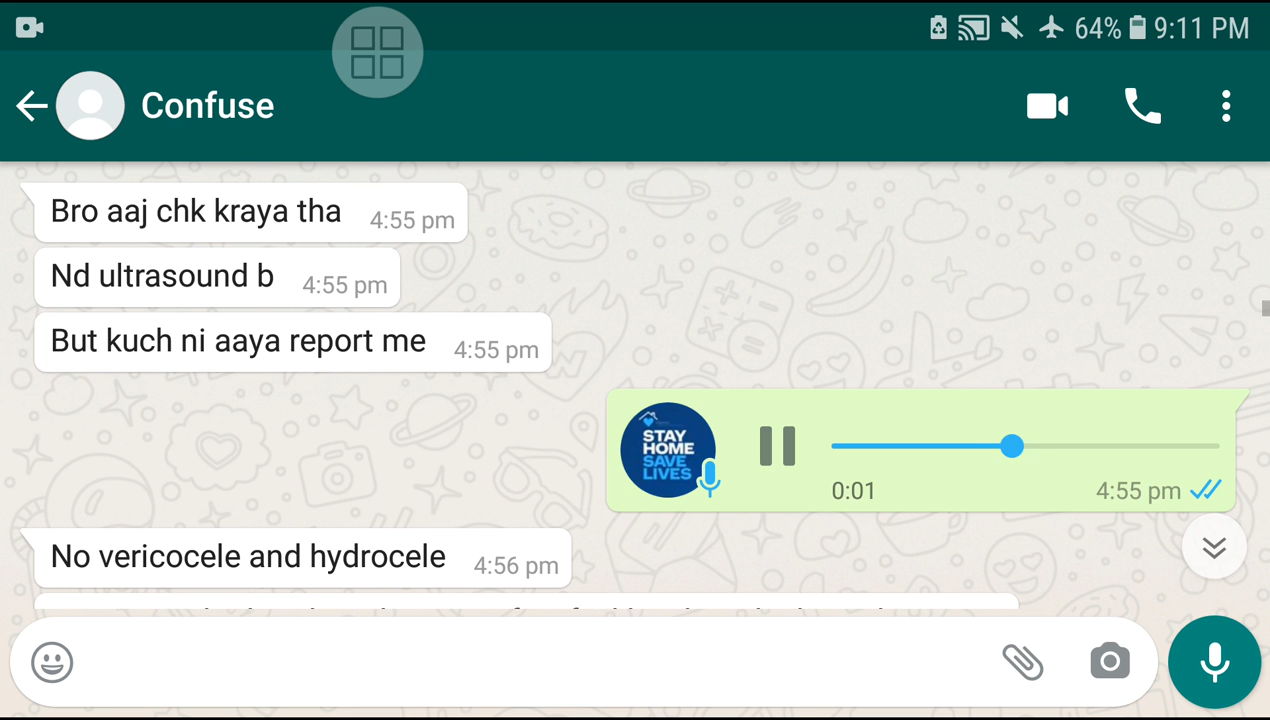 64% 9:11 PM
Confuse
Bro aaj chk kraya tha 4:55 pm
Nd ultrasound b 4:55 pm
But kuch ni aaya report me 4:55 pm
STAY
HOME
SAVE
LIVES
0:01 4:55 pm
No vericocele and hydrocele 4:56 pm